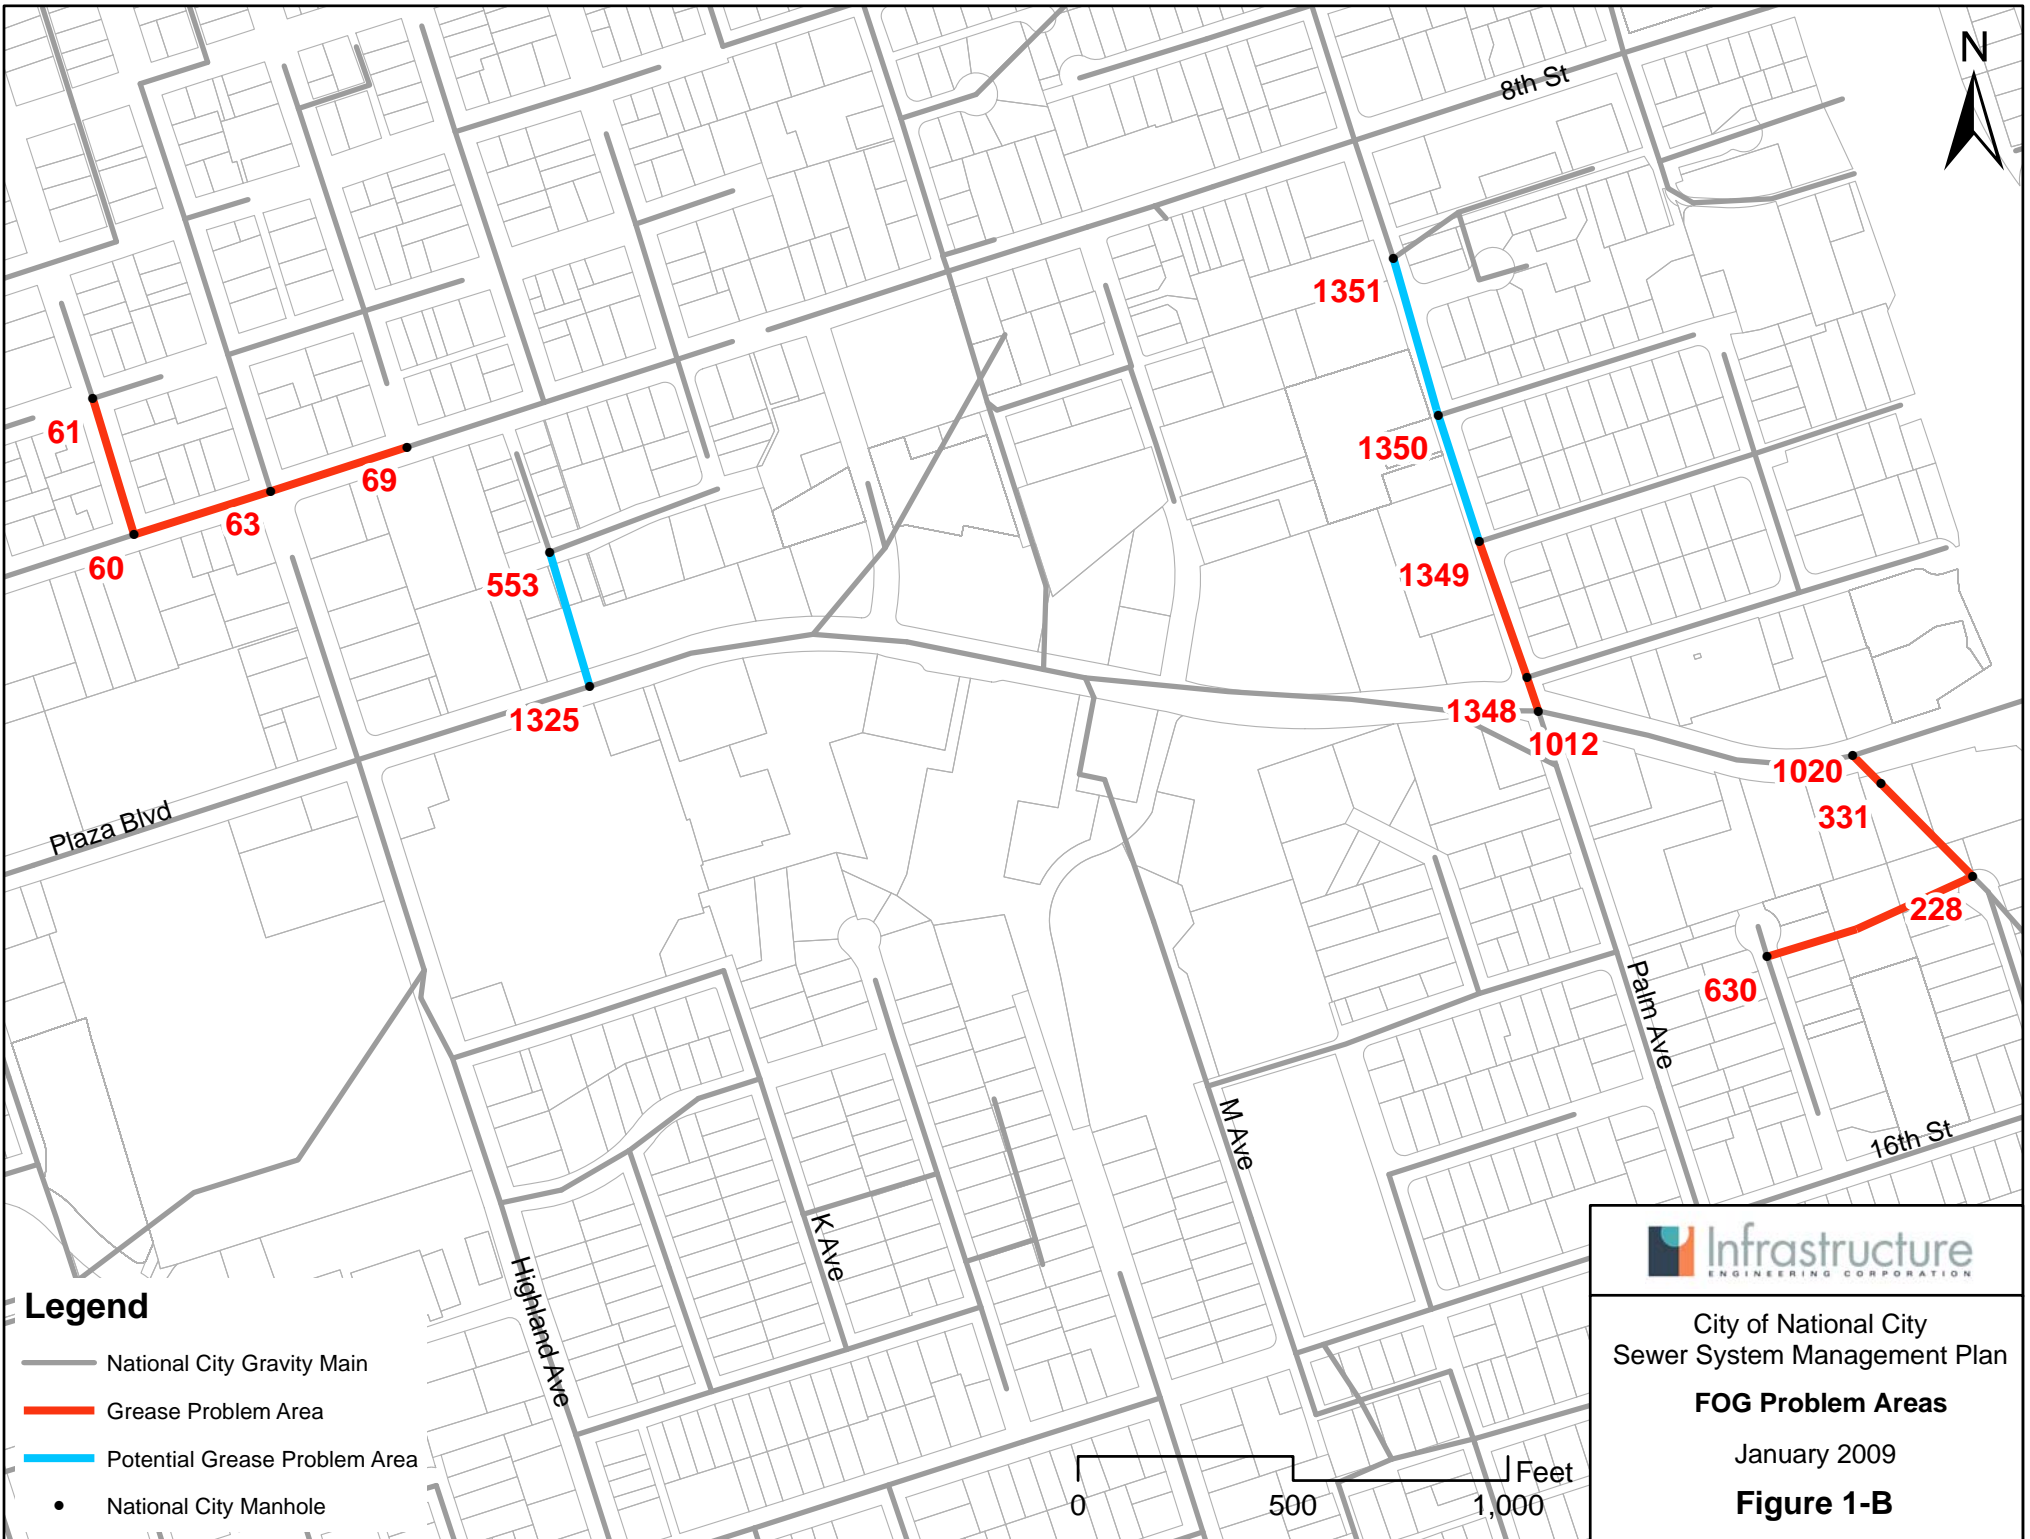 N
8th St
1351
1350
61
69
63
60
553
1349
1325
1348
1012
1020
331
Plaza Blvd
228
630
Palm Ave
M Ave
16th St
K Ave
Highland Ave
Legend
National City Gravity Main
Grease Problem Area
Potential Grease Problem Area
National City Manhole
Feet
0 500 1,000
Infrastructure
ENGINEERING CORPORATION
City of National City
Sewer System Management Plan
FOG Problem Areas
January 2009
Figure 1-B